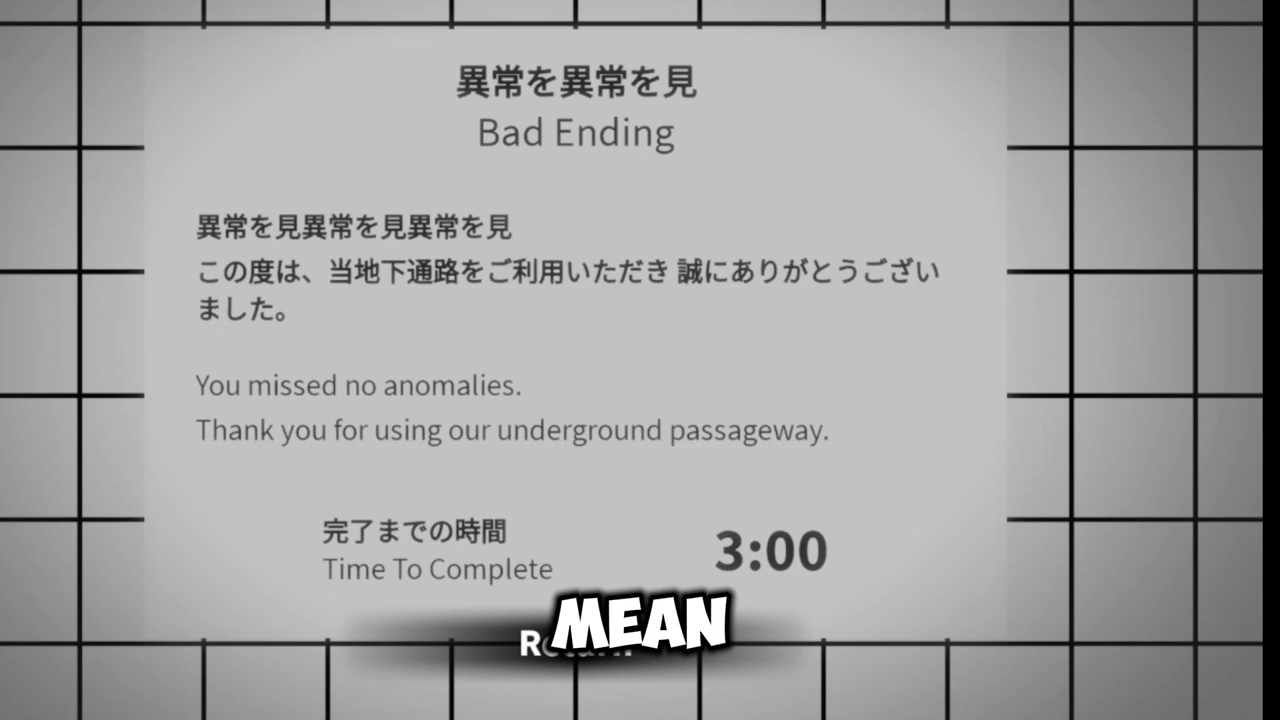 異常を異常を見
Bad Ending
異常を見異常を見異常を見
この度は、当地下通路をご利用いただき 誠にありがとうござい
ました。
You missed no anomalies.
Thank you for using our underground passageway.
完了までの時間
Time To Complete
3:00
MEAN